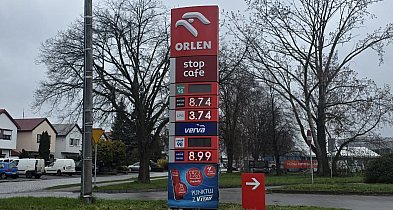 ORLEN
stop
cafe
8.74
3.74
verva
8.99
PUNKTUJ
Z VITAY